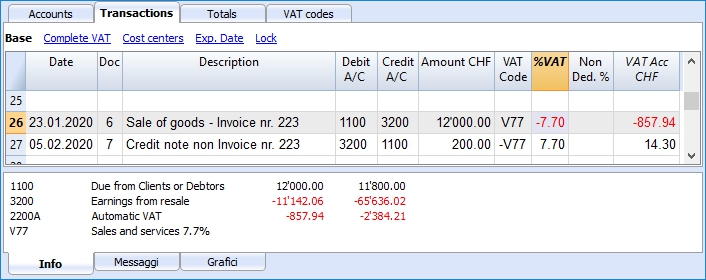 Accounts Transactions Totals VAT codes
Base Complete VAT Cost centers Exp. Date Lock
Date Doc Description Debit A/C Credit A/C Amount CHF VAT Code %VAT Non Ded. % VAT Acc CHF
25
26 23.01.2020 6 Sale of goods - Invoice nr. 223 1100 3200 12'000.00 V77 -7.70 -857.94
27 05.02.2020 7 Credit note non Invoice nr. 223 3200 1100 200.00 -V77 7.70 14.30
1100 Due from Clients or Debtors 12'000.00 11'800.00
3200 Earnings from resale -11'142.06 -65'636.02
2200A Automatic VAT -857.94 -2'384.21
V77 Sales and services 7.7%
Info Messaggi Grafici